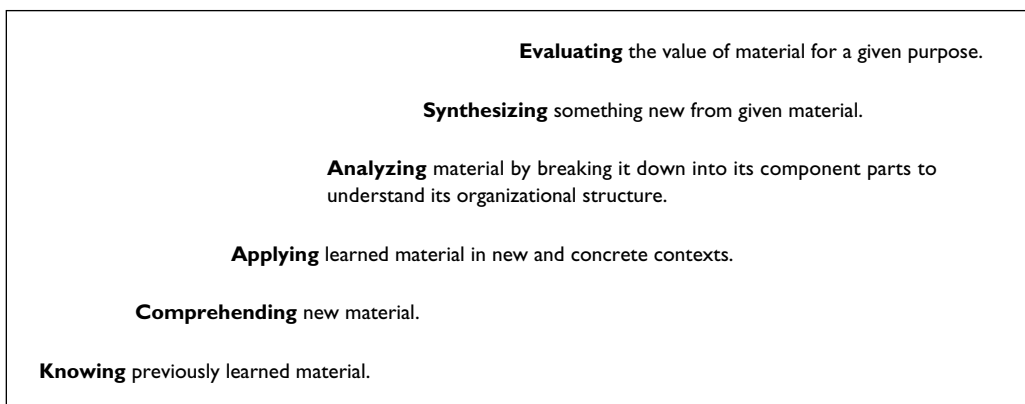 Evaluating the value of material for a given purpose.
Synthesizing something new from given material.
Analyzing material by breaking it down into its component parts to
understand its organizational structure.
Applying learned material in new and concrete contexts.
Comprehending new material.
Knowing previously learned material.